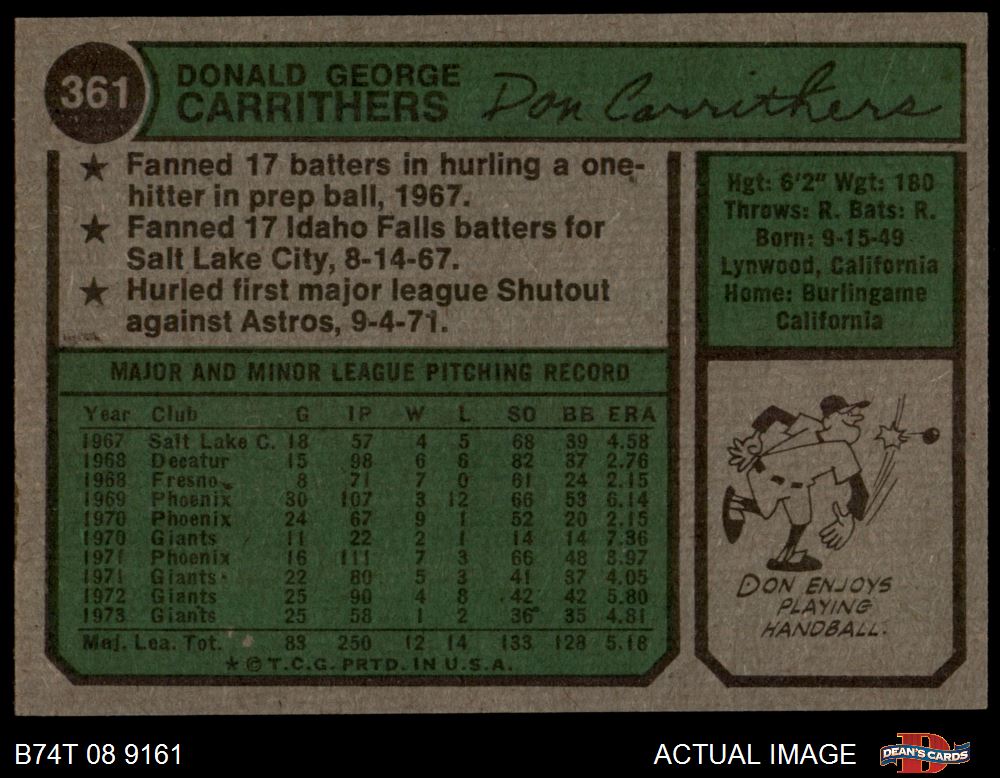 361
DONALD GEORGE
CARRITHERS
Don Carrithers
★ Fanned 17 batters in hurling a one-
hitter in prep ball, 1967.
★ Fanned 17 Idaho Falls batters for
Salt Lake City, 8-14-67.
★ Hurled first major league Shutout
against Astros, 9-4-71.
Hgt: 6'2" Wgt: 180
Throws: R. Bats: R.
Born: 9-15-49
Lynwood, California
Home: Burlingame
California
MAJOR AND MINOR LEAGUE PITCHING RECORD
Year Club G IP W L SO BB ERA
1967 Salt Lake C. 18 57 4 5 68 39 4.58
1968 Decatur 15 98 6 6 82 37 2.76
1968 Fresno 8 71 7 0 61 24 2.15
1969 Phoenix 30 107 3 12 66 53 6.14
1970 Phoenix 24 67 9 1 52 20 2.15
1970 Giants 11 22 2 1 14 14 7.36
1971 Phoenix 16 111 7 3 66 48 3.97
1971 Giants 22 80 5 3 41 37 4.05
1972 Giants 25 90 4 8 42 42 5.80
1973 Giants 25 58 1 2 36 35 4.81
Maj. Lea. Tot. 83 250 12 14 133 128 5.18
★ © T.C.G. PRTD. IN U.S.A.
DON ENJOYS
PLAYING
HANDBALL.
B74T 08 9161
ACTUAL IMAGE
DEAN'S CARDS